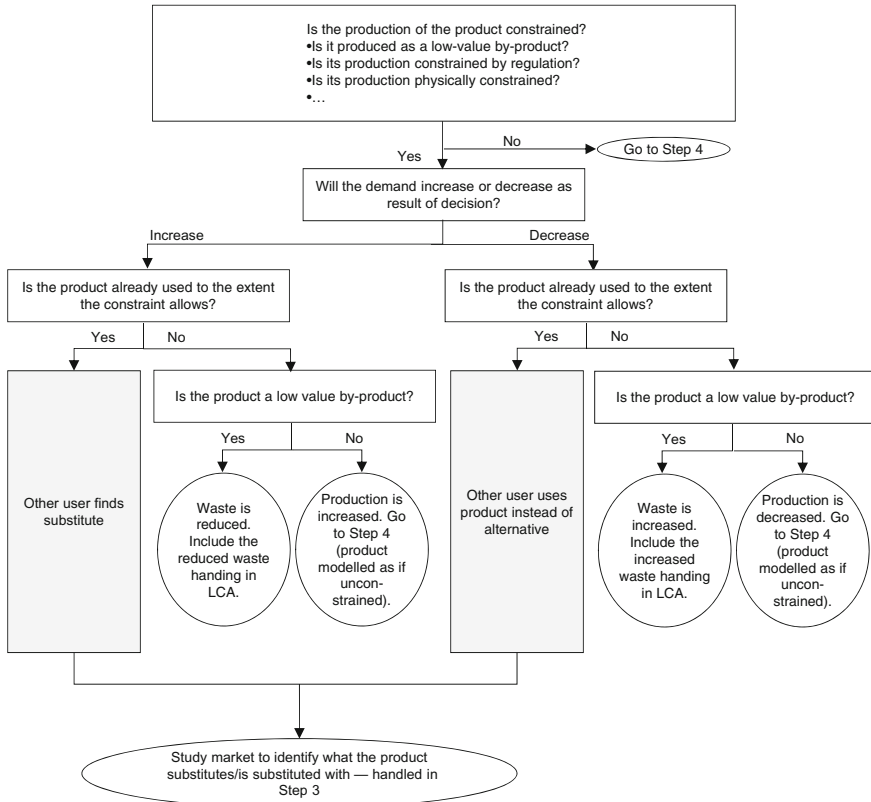 Is the production of the product constrained?
•Is it produced as a low-value by-product?
•Is its production constrained by regulation?
•Is its production physically constrained?
•…
No
Go to Step 4
Yes
Will the demand increase or decrease as
result of decision?
Increase
Decrease
Is the product already used to the extent
the constraint allows?
Is the product already used to the extent
the constraint allows?
Yes
No
Yes
No
Is the product a low value by-product?
Is the product a low value by-product?
Yes
No
Yes
No
Other user finds
substitute
Waste is
reduced.
Include the
reduced waste
handing in
LCA.
Production is
increased. Go
to Step 4
(product
modelled as if
uncon-
strained).
Other user uses
product instead of
alternative
Waste is
increased.
Include the
increased
waste handing
in LCA.
Production is
decreased. Go
to Step 4
(product
modelled as if
uncon-
strained).
Study market to identify what the product
substitutes/is substituted with — handled in
Step 3